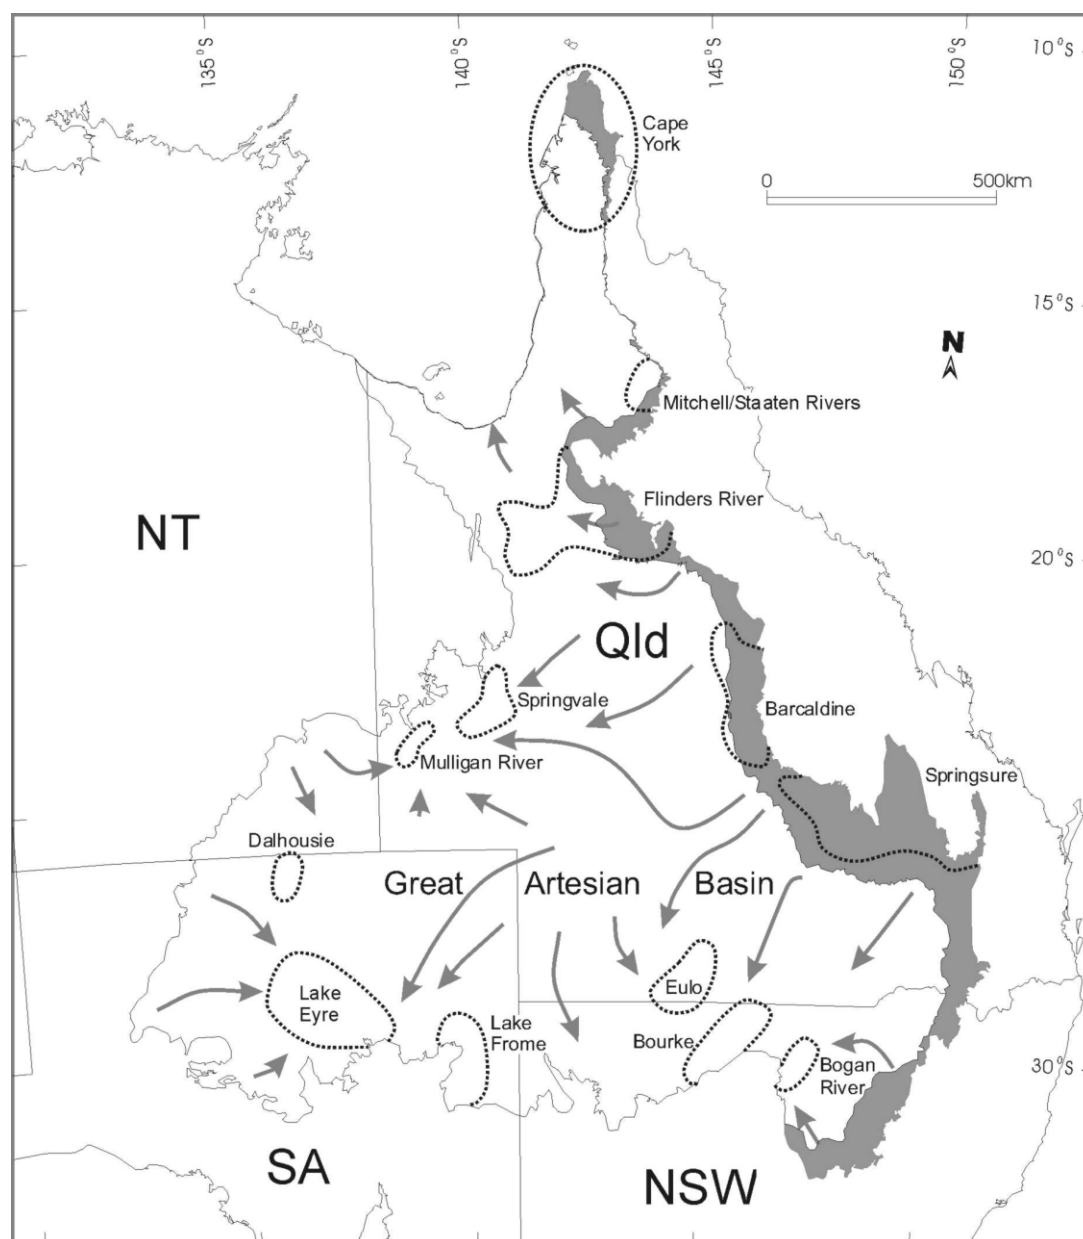 135°S
140°S
145°S
150°S
10°S
Cape
York
0
500km
15°S
N
Mitchell/Staaten Rivers
Flinders River
NT
20°S
Qld
Springvale
Barcaldine
Mulligan River
Springsure
Dalhousie
Great Artesian Basin
Lake
Eyre
Eulo
Lake
Frome
Bourke
Bogan
River
30°S
SA
NSW